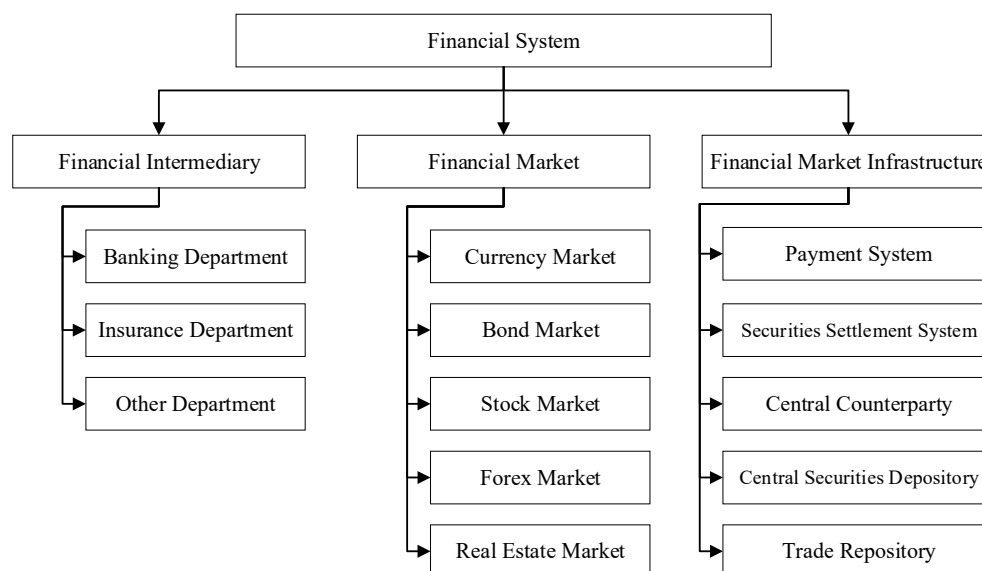 Financial System
Financial Intermediary
Financial Market
Financial Market Infrastructure
Banking Department
Insurance Department
Other Department
Currency Market
Bond Market
Stock Market
Forex Market
Real Estate Market
Payment System
Securities Settlement System
Central Counterparty
Central Securities Depository
Trade Repository